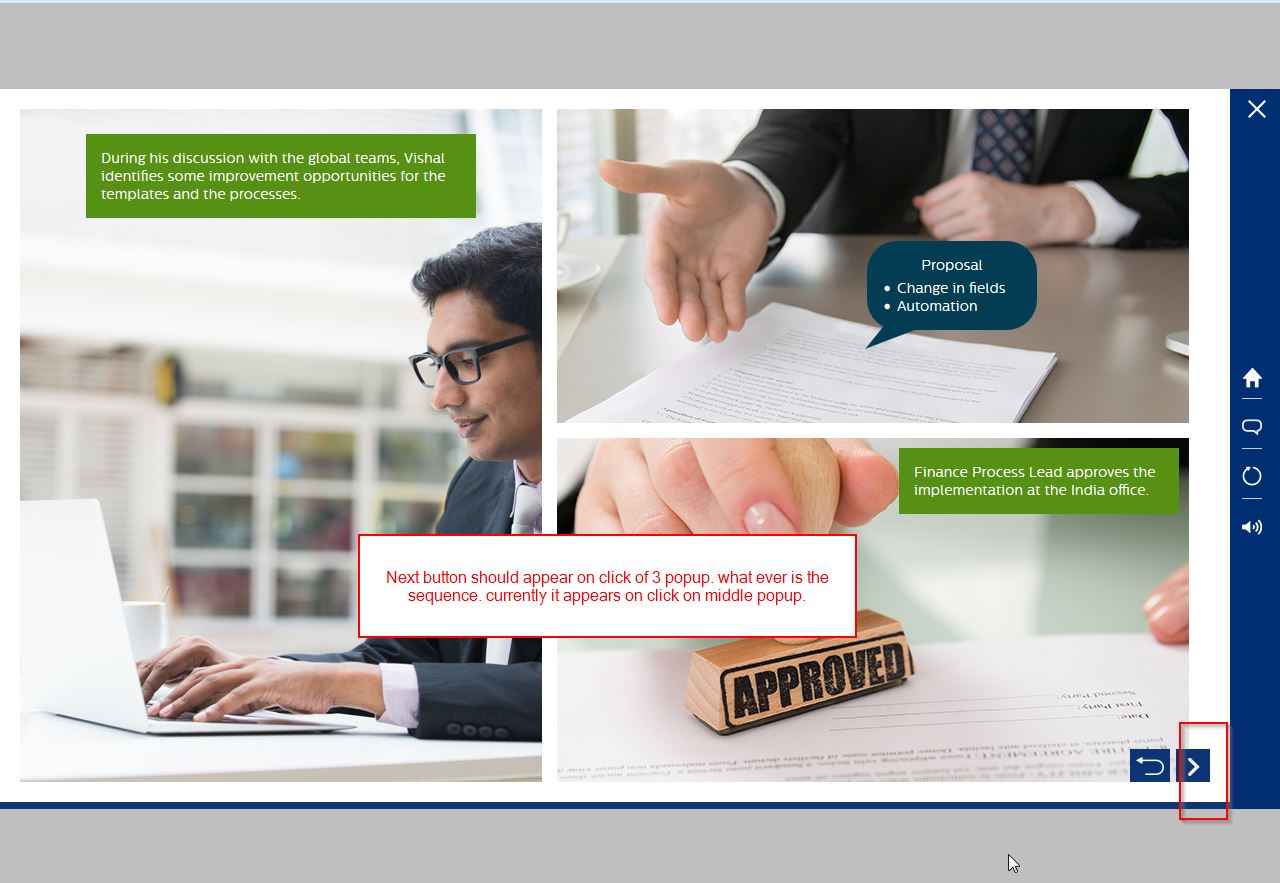 During his discussion with the global teams, Vishal
identifies some improvement opportunities for the
templates and the processes.
Proposal
• Change in fields
• Automation
Finance Process Lead approves the
implementation at the India office.
Next button should appear on click of 3 popup. what ever is the
sequence. currently it appears on click on middle popup.
APPROVED
Second Party:
First Party:
Date: